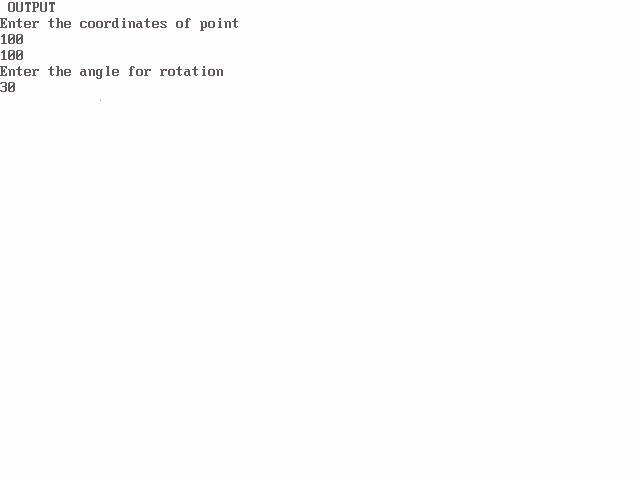 OUTPUT
Enter the coordinates of point
100
100
Enter the angle for rotation
30